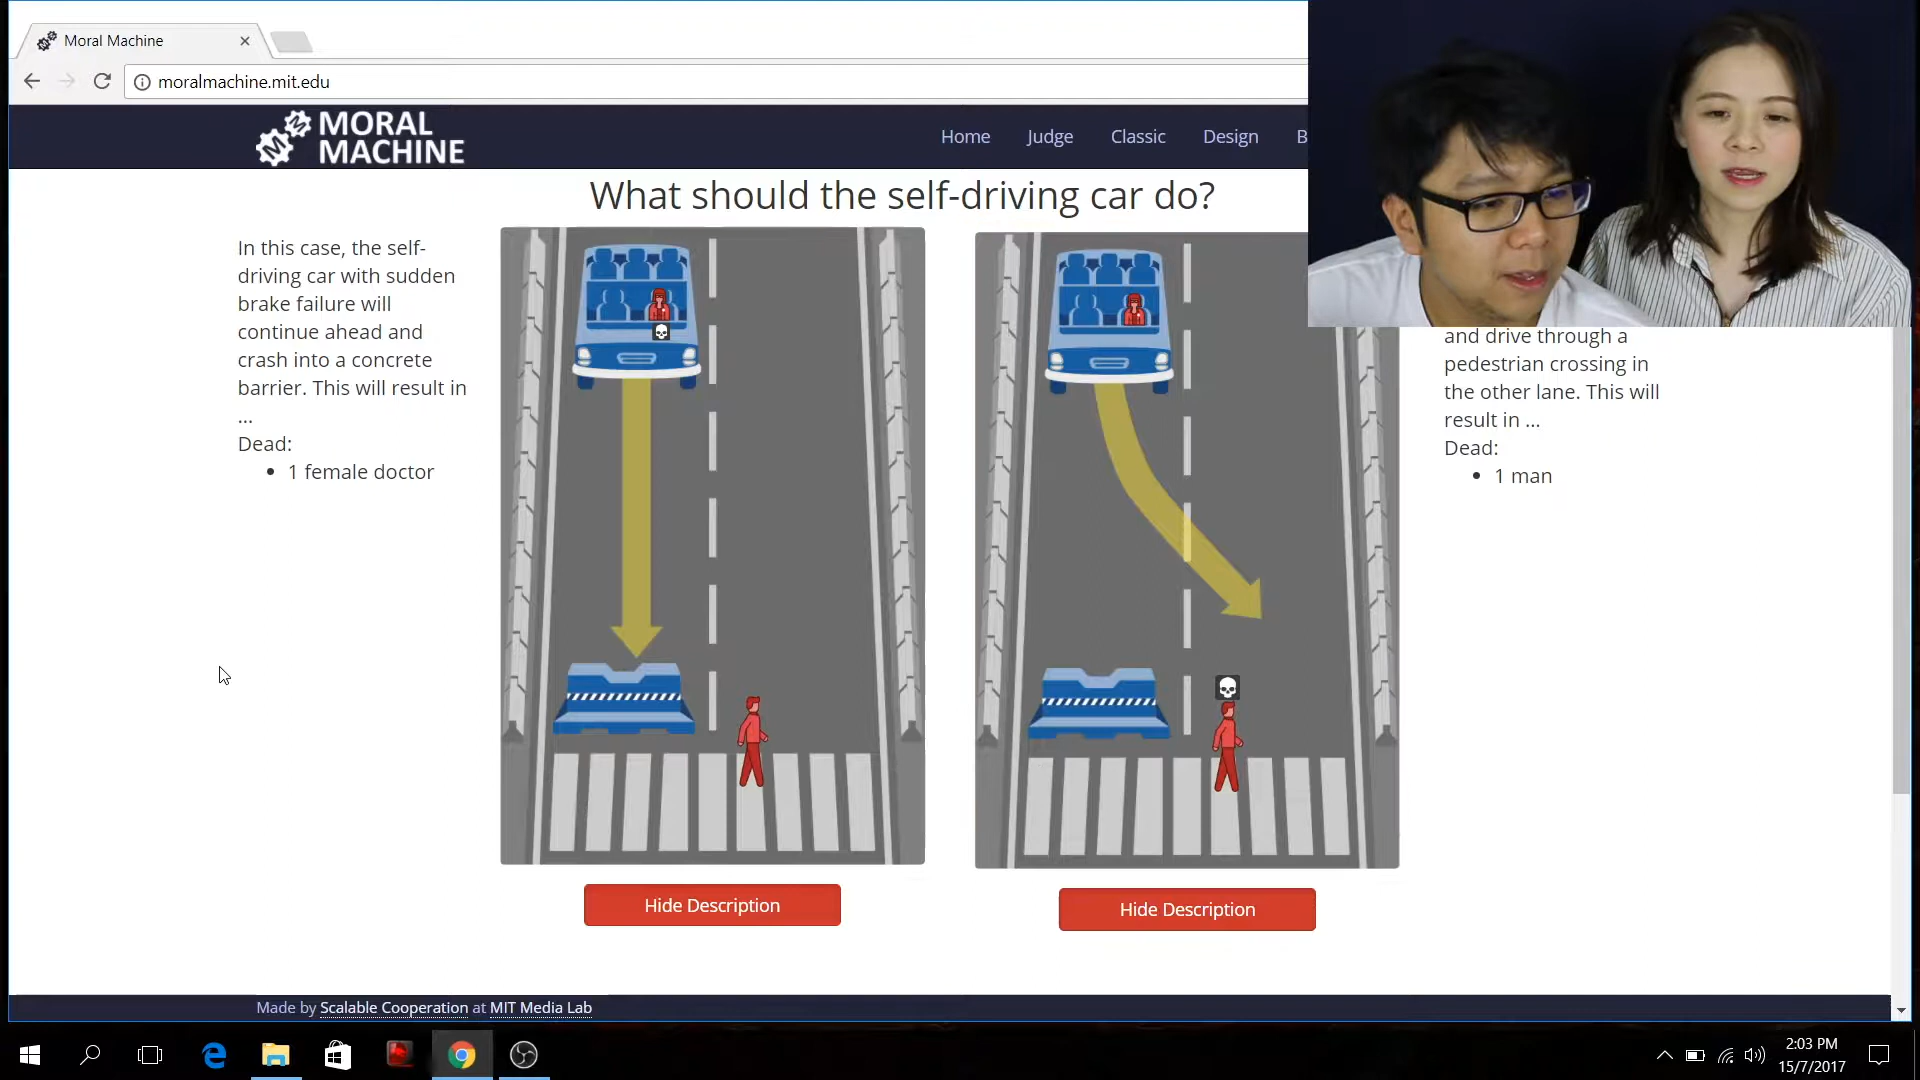 Moral Machine
moralmachine.mit.edu
MORAL
MACHINE
Home Judge Classic Design B
What should the self-driving car do?
In this case, the self-
driving car with sudden
brake failure will
continue ahead and
crash into a concrete
barrier. This will result in
...
Dead:
• 1 female doctor
and drive through a
pedestrian crossing in
the other lane. This will
result in ...
Dead:
• 1 man
Hide Description
Hide Description
Made by Scalable Cooperation at MIT Media Lab
2:03 PM
15/7/2017